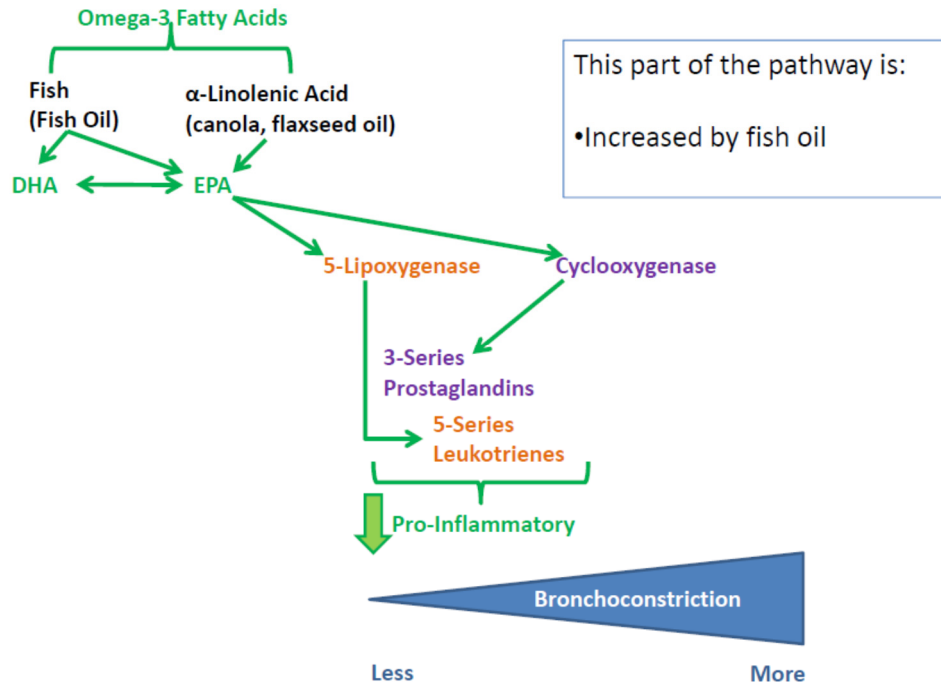 Omega-3 Fatty Acids
This part of the pathway is:
•Increased by fish oil
Fish
(Fish Oil)
α-Linolenic Acid
(canola, flaxseed oil)
DHA
EPA
5-Lipoxygenase
Cyclooxygenase
3-Series
Prostaglandins
5-Series
Leukotrienes
Pro-Inflammatory
Bronchoconstriction
Less
More